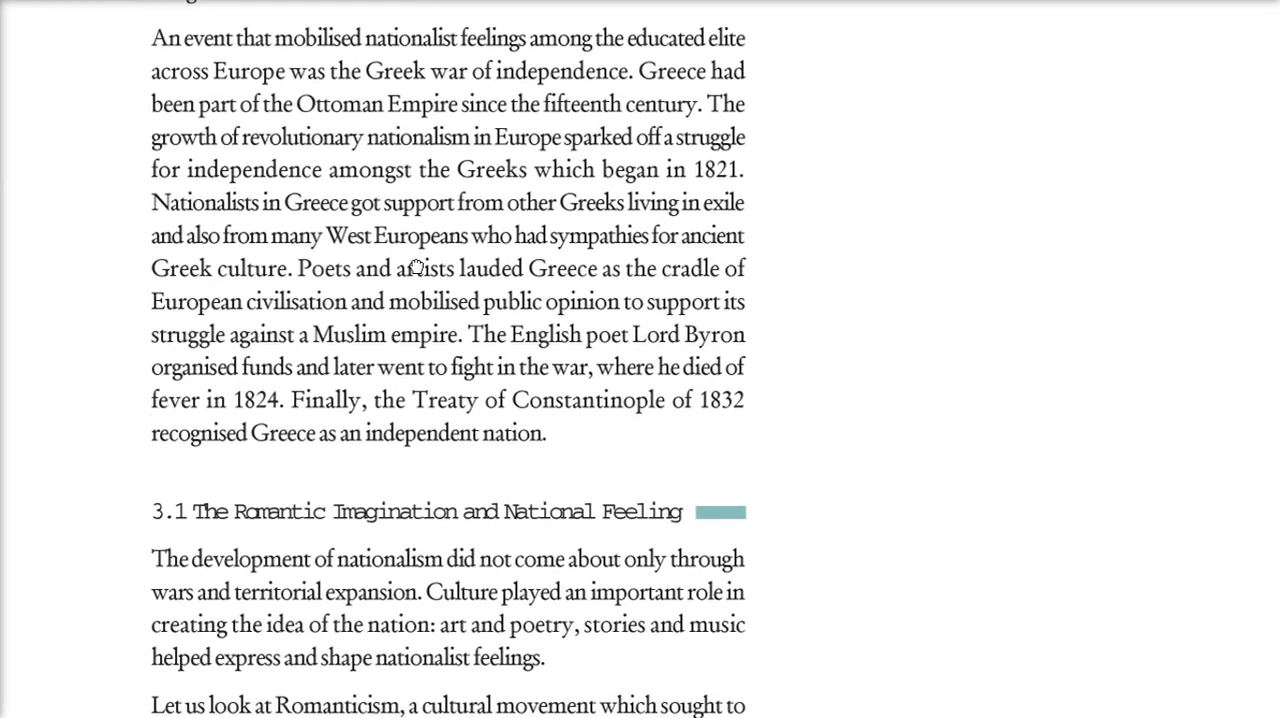 An event that mobilised nationalist feelings among the educated elite
across Europe was the Greek war of independence. Greece had
been part of the Ottoman Empire since the fifteenth century. The
growth of revolutionary nationalism in Europe sparked off a struggle
for independence amongst the Greeks which began in 1821.
Nationalists in Greece got support from other Greeks living in exile
and also from many West Europeans who had sympathies for ancient
Greek culture. Poets and artists lauded Greece as the cradle of
European civilisation and mobilised public opinion to support its
struggle against a Muslim empire. The English poet Lord Byron
organised funds and later went to fight in the war, where he died of
fever in 1824. Finally, the Treaty of Constantinople of 1832
recognised Greece as an independent nation.
3.1 The Romantic Imagination and National Feeling
The development of nationalism did not come about only through
wars and territorial expansion. Culture played an important role in
creating the idea of the nation: art and poetry, stories and music
helped express and shape nationalist feelings.
Let us look at Romanticism, a cultural movement which sought to